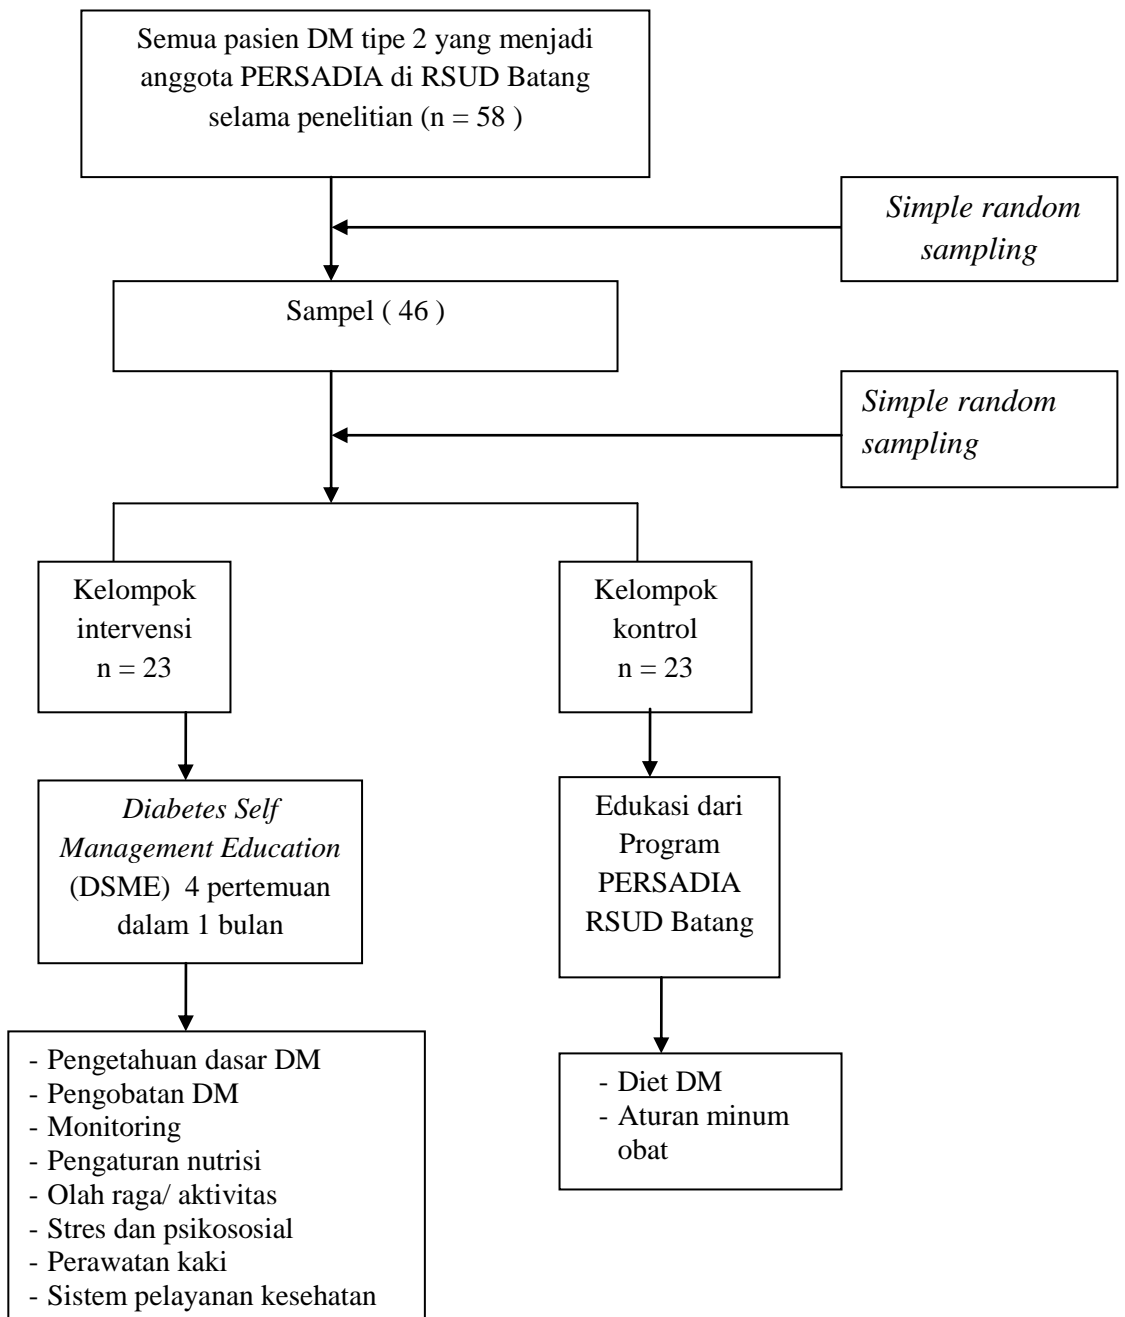 Semua pasien DM tipe 2 yang menjadi
anggota PERSADIA di RSUD Batang
selama penelitian (n = 58 )
Simple random
sampling
Sampel ( 46 )
Simple random
sampling
Kelompok
intervensi
n = 23
Kelompok
kontrol
n = 23
Diabetes Self
Management Education
(DSME) 4 pertemuan
dalam 1 bulan
Edukasi dari
Program
PERSADIA
RSUD Batang
- Pengetahuan dasar DM
- Pengobatan DM
- Monitoring
- Pengaturan nutrisi
- Olah raga/ aktivitas
- Stres dan psikososial
- Perawatan kaki
- Sistem pelayanan kesehatan
- Diet DM
- Aturan minum
obat